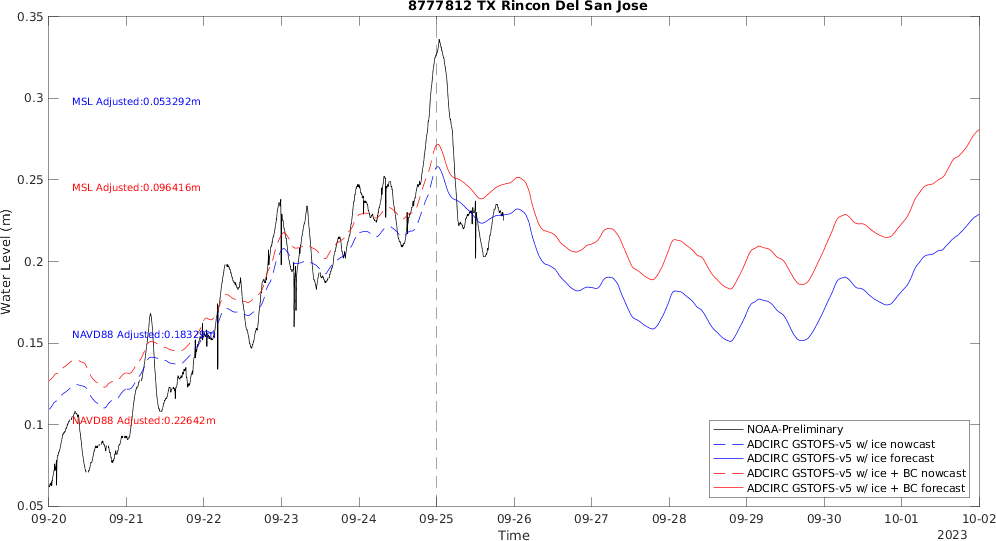 8777812 TX Rincon Del San Jose
0.35
0.3
0.25
0.2
0.15
0.1
0.05
Water Level (m)
MSL Adjusted:0.053292m
MSL Adjusted:0.096416m
NAVD88 Adjusted:0.18329m
NAVD88 Adjusted:0.22642m
NOAA-Preliminary
ADCIRC GSTOFS-v5 w/ ice nowcast
ADCIRC GSTOFS-v5 w/ ice forecast
ADCIRC GSTOFS-v5 w/ ice + BC nowcast
ADCIRC GSTOFS-v5 w/ ice + BC forecast
09-20 09-21 09-22 09-23 09-24 09-25 09-26 09-27 09-28 09-29 09-30 10-01 10-02
Time
2023